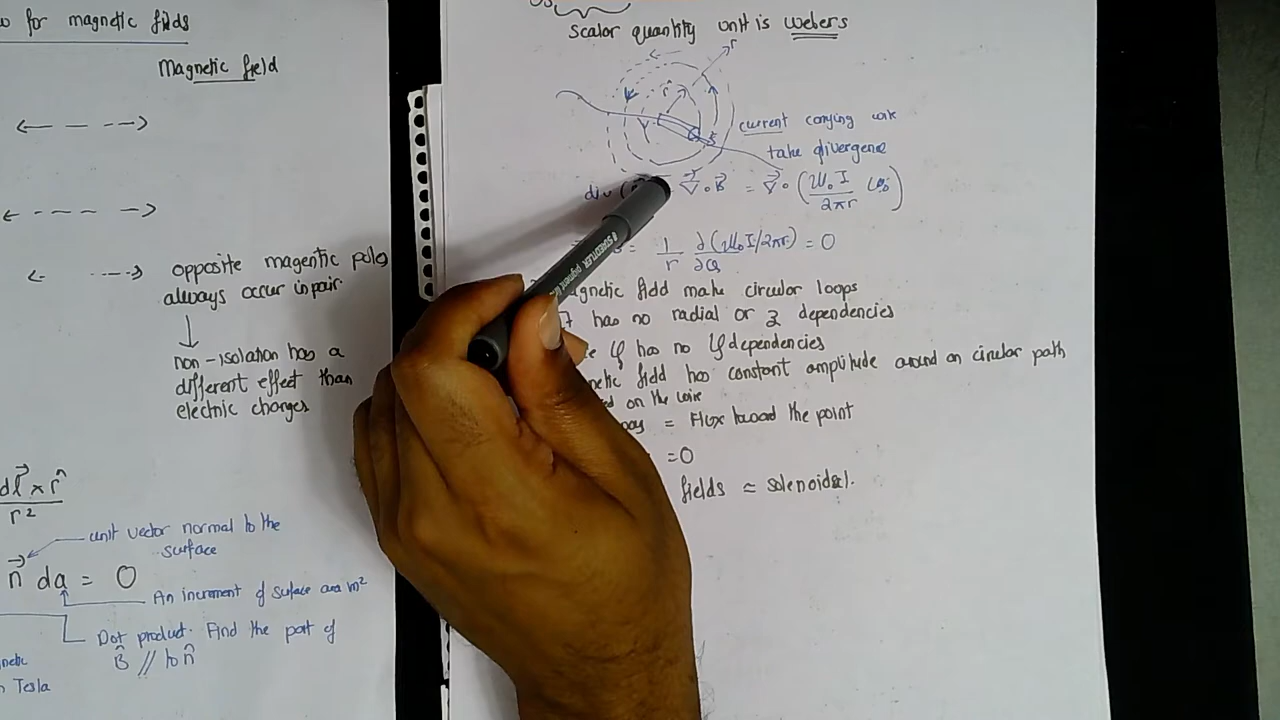 for magnetic fields
Magnetic field
opposite magentic poles
always occur in pair.
non-isolation has a
different effect than
electric charges
dl⃗ × r̂
r²
unit vector normal to the
surface
n⃗ da = 0
An increment of surface area m²
Dot product. Find the part of
B̂ // to n̂
Tesla
Scalor quantity unit is webers
r
r
current carrying
take divergence
div ( ∇⃗ ∘ B⃗ = ∇⃗ ∘ (μ₀I / 2πr
= 1/r ∂(μ₀I/2πr) = 0
magnetic field make circular loops
has no radial or z dependencies
φ has no φ dependencies
netic field has constant amplitude around an circular path
on the wire
= Flux toward the point
=0
fields = solenoidal.